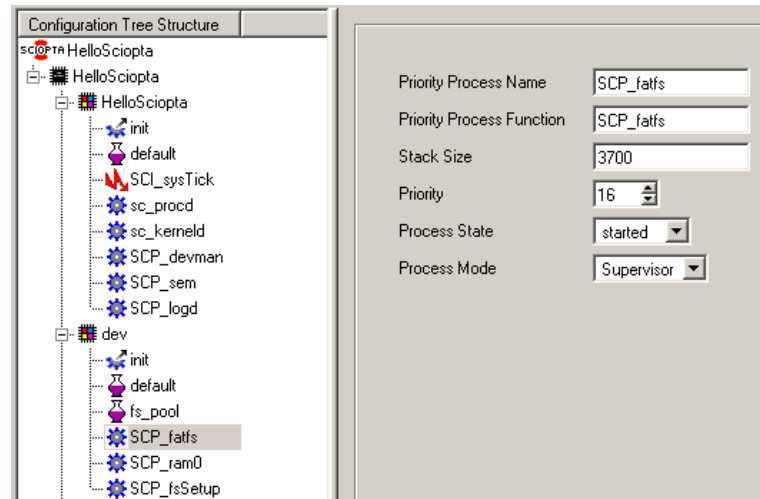 Configuration Tree Structure
SCIOPTA HelloSciopta
HelloSciopta
HelloSciopta
init
default
SCI_sysTick
sc_procd
sc_kerneld
SCP_devman
SCP_sem
SCP_logd
dev
init
default
fs_pool
SCP_fatfs
SCP_ram0
SCP_fsSetup
Priority Process Name SCP_fatfs
Priority Process Function SCP_fatfs
Stack Size 3700
Priority 16
Process State started
Process Mode Supervisor